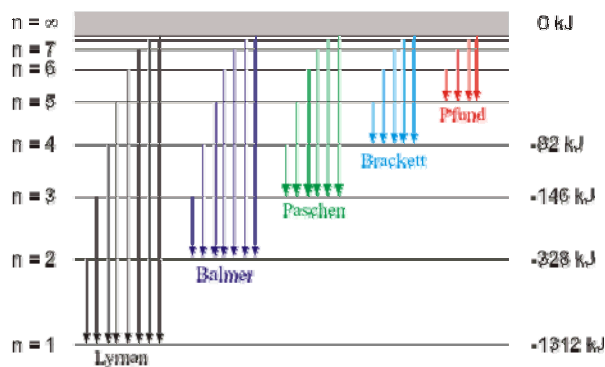 n = ∞ 0 kJ
n = 7
n = 6
n = 5
Pfund
n = 4 -82 kJ
Brackett
n = 3 -146 kJ
Paschen
n = 2 -328 kJ
Balmer
n = 1 -1312 kJ
Lyman